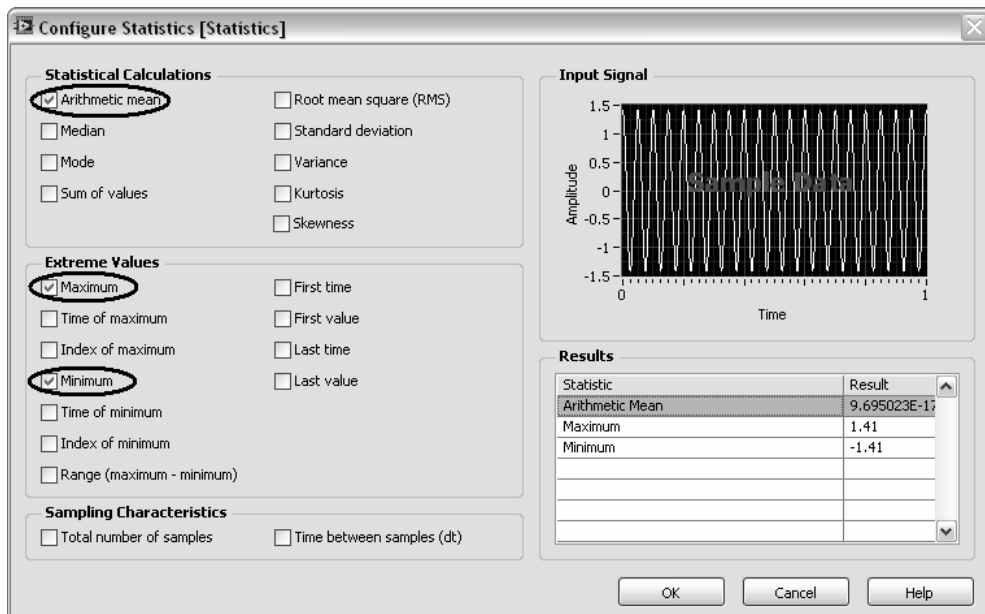 Configure Statistics [Statistics]
Statistical Calculations
Arithmetic mean
Median
Mode
Sum of values
Root mean square (RMS)
Standard deviation
Variance
Kurtosis
Skewness
Extreme Values
Maximum
Time of maximum
Index of maximum
Minimum
Time of minimum
Index of minimum
Range (maximum - minimum)
First time
First value
Last time
Last value
Sampling Characteristics
Total number of samples
Time between samples (dt)
Input Signal
Amplitude
1.5
1
0.5
0
-0.5
-1
-1.5
Sample Data
0
1
Time
Results
Statistic Result
Arithmetic Mean 9.695023E-17
Maximum 1.41
Minimum -1.41
OK
Cancel
Help